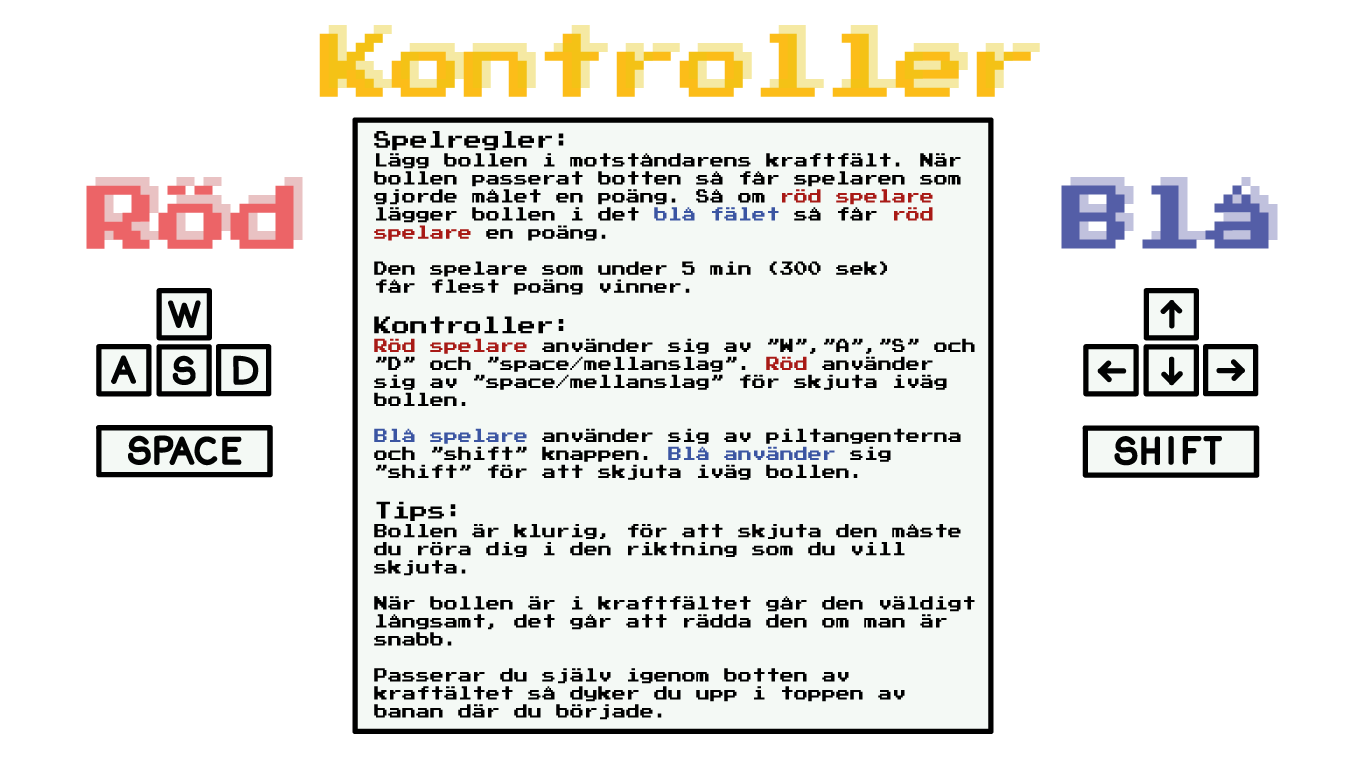 Kontroller
Röd
W
A S D
SPACE
Spelregler:
Lägg bollen i motståndarens kraftfält. När
bollen passerat botten så får spelaren som
gjorde målet en poäng. Så om röd spelare
lägger bollen i det blå fälet så får röd
spelare en poäng.
Den spelare som under 5 min (300 sek)
får flest poäng vinner.
Kontroller:
Röd spelare använder sig av "W","A","S" och
"D" och "space/mellanslag". Röd använder
sig av "space/mellanslag" för skjuta iväg
bollen.
Blå spelare använder sig av piltangenterna
och "shift" knappen. Blå använder sig
"shift" för att skjuta iväg bollen.
Tips:
Bollen är klurig, för att skjuta den måste
du röra dig i den riktning som du vill
skjuta.
När bollen är i kraftfältet går den väldigt
långsamt, det går att rädda den om man är
snabb.
Passerar du själv igenom botten av
kraftältet så dyker du upp i toppen av
banan där du började.
Blå
↑
← ↓ →
SHIFT